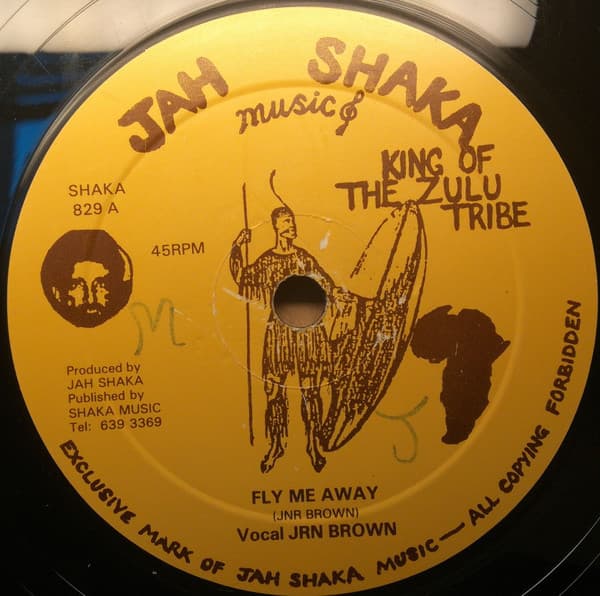 JAH SHAKA
music
KING OF
THE ZULU
TRIBE
SHAKA
829 A
45RPM
Produced by
JAH SHAKA
Published by
SHAKA MUSIC
Tel: 639 3369
M
J
FLY ME AWAY
(JNR BROWN)
Vocal JRN BROWN
EXCLUSIVE MARK OF JAH SHAKA MUSIC — ALL COPYING FORBIDDEN